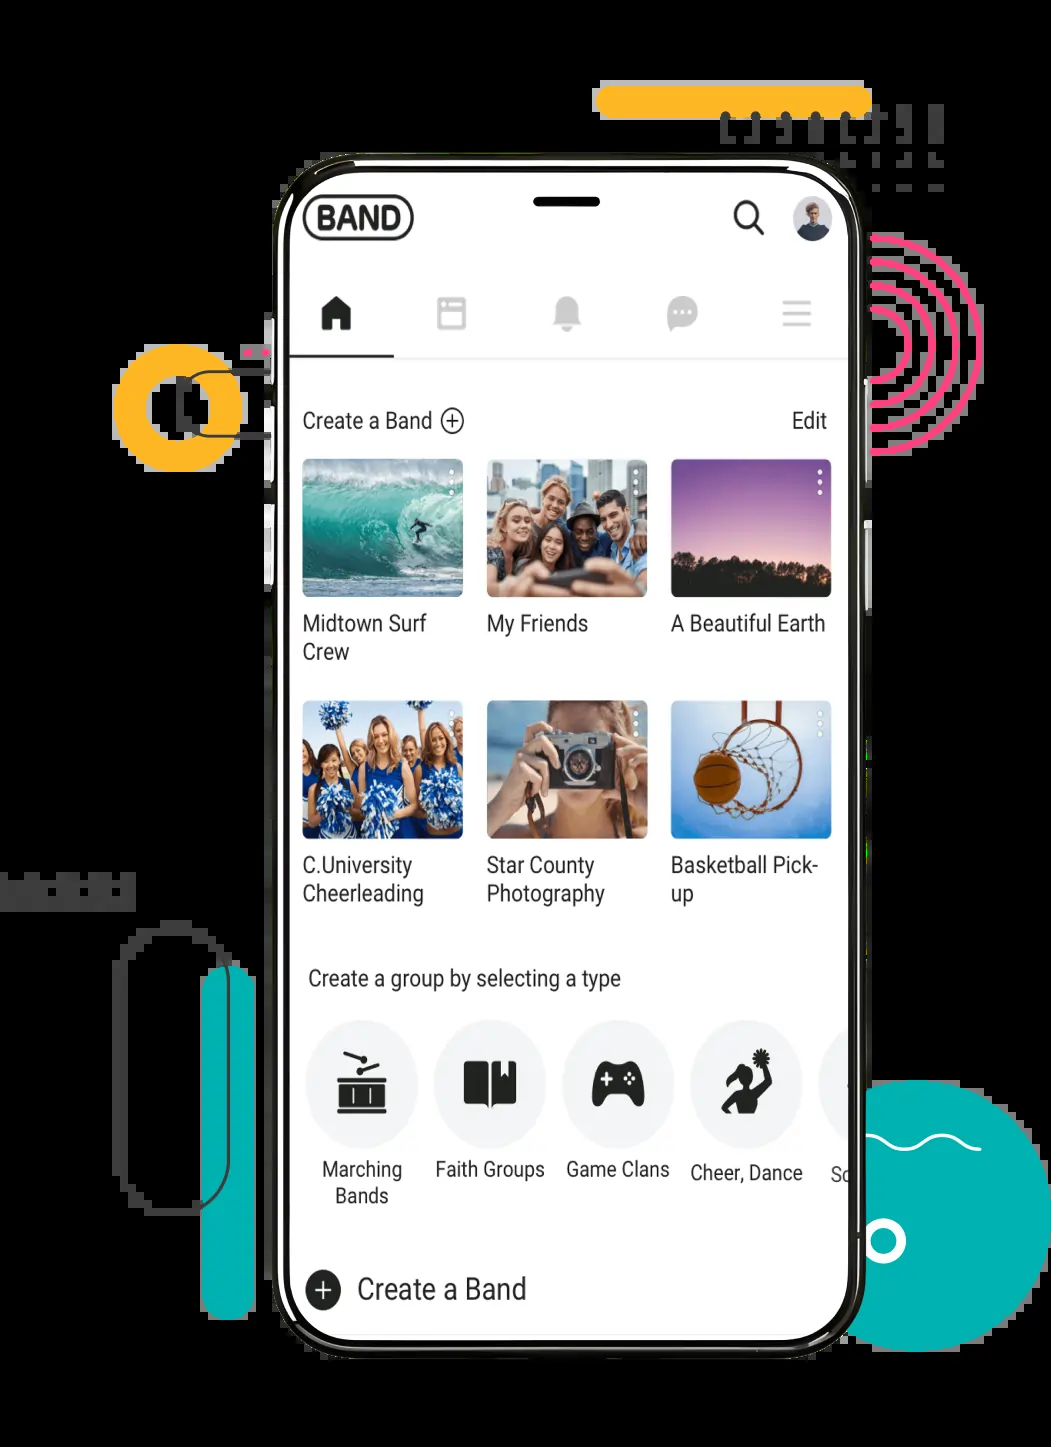 BAND
Create a Band
Edit
Midtown Surf
Crew
My Friends
A Beautiful Earth
C.University
Cheerleading
Star County
Photography
Basketball Pick-
up
Create a group by selecting a type
Marching
Bands
Faith Groups
Game Clans
Cheer, Dance
Create a Band